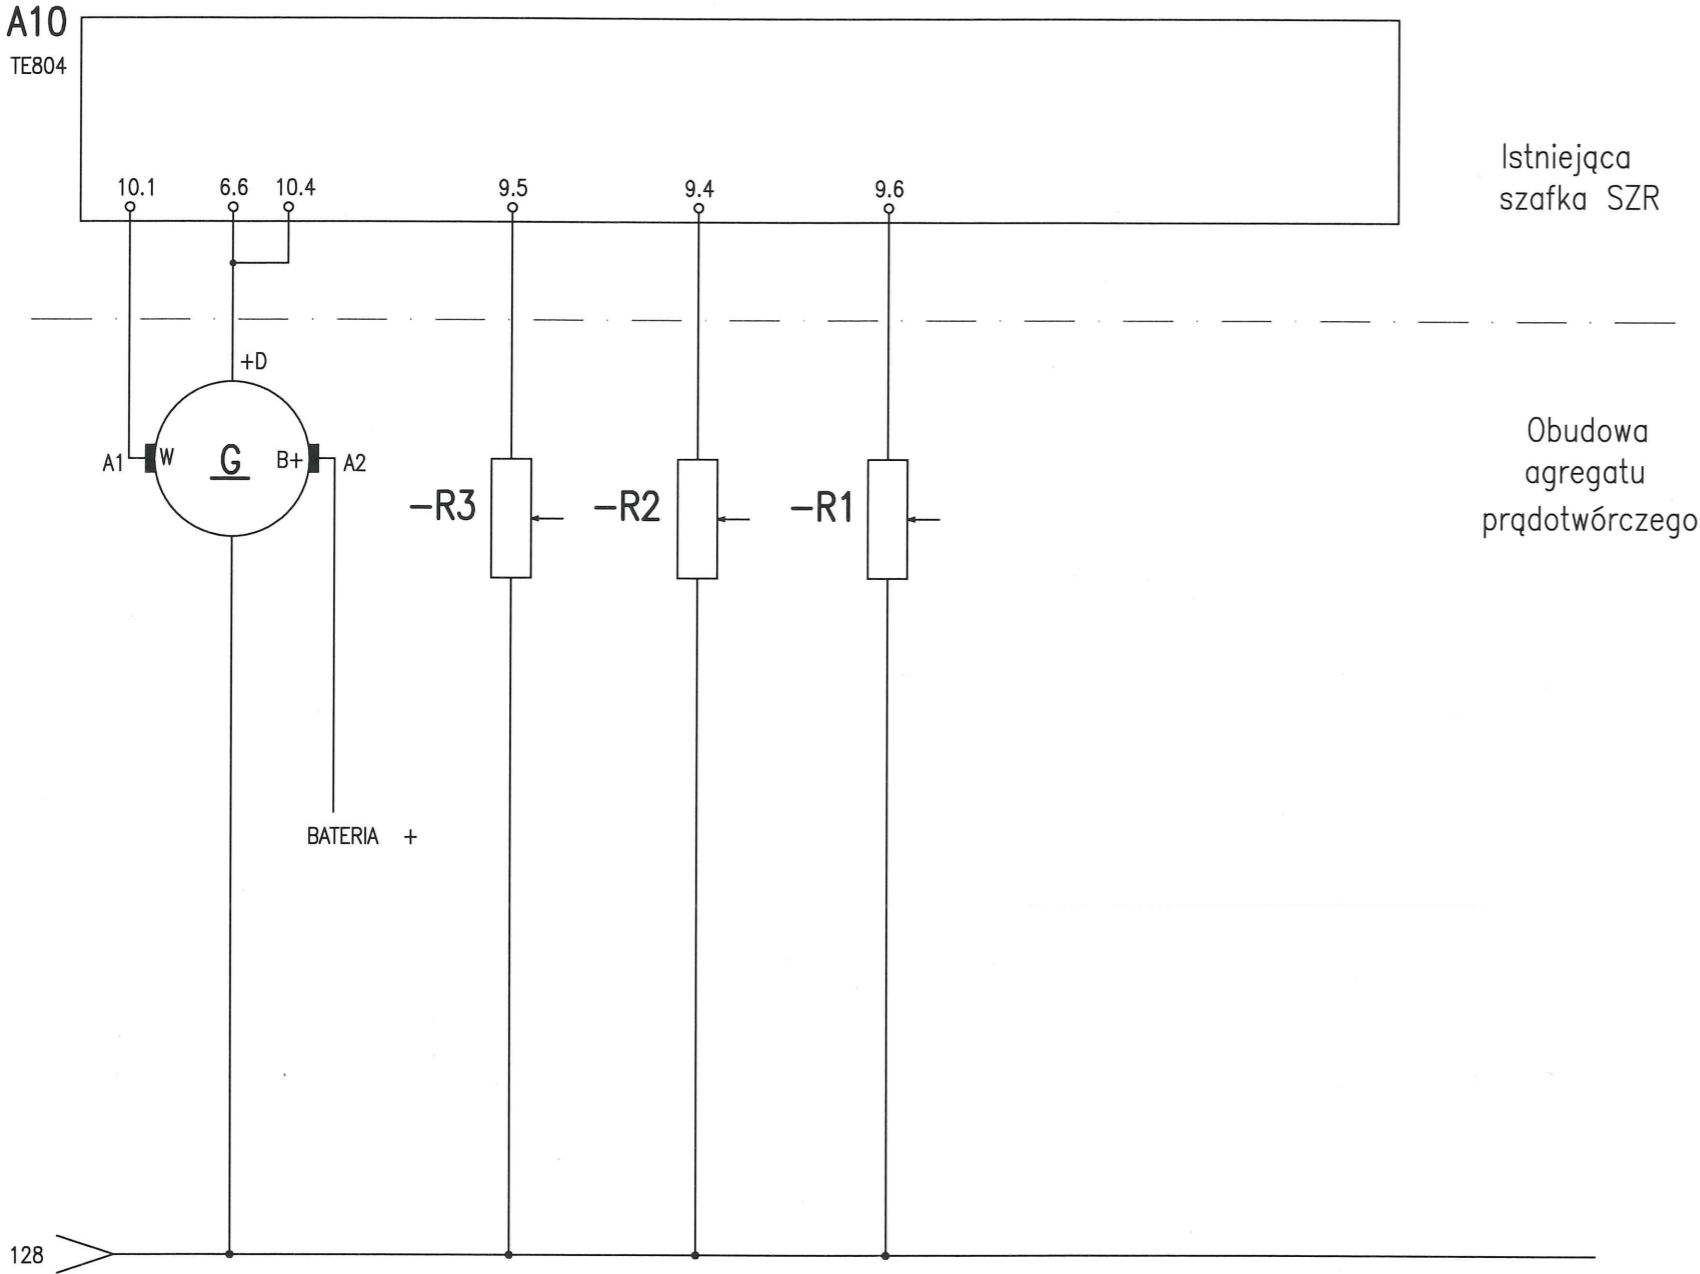 A10
TE804
Istniejąca
szafka SZR
10.1
6.6
10.4
9.5
9.4
9.6
+D
A1
W
G
B+
A2
-R3
-R2
-R1
Obudowa
agregatu
prądotwórczego
BATERIA +
128